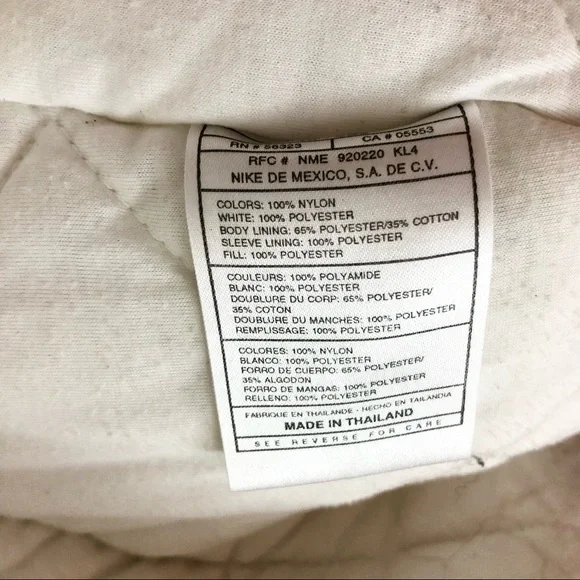 RN # 56323 CA # 05553
RFC # NME 920220 KL4
NIKE DE MEXICO, S.A. DE C.V.
COLORS: 100% NYLON
WHITE: 100% POLYESTER
BODY LINING: 65% POLYESTER/35% COTTON
SLEEVE LINING: 100% POLYESTER
FILL: 100% POLYESTER
COULEURS: 100% POLYAMIDE
BLANC: 100% POLYESTER
DOUBLURE DU CORP: 65% POLYESTER/
35% COTON
DOUBLURE DU MANCHES: 100% POLYESTER
REMPLISSAGE: 100% POLYESTER
COLORES: 100% NYLON
BLANCO: 100% POLYESTER
FORRO DE CUERPO: 65% POLYESTER/
35% ALGODON
FORRO DE MANGAS: 100% POLYESTER
RELLENO: 100% POLYESTER
FABRIQUE EN THAILANDE - HECHO EN TAILANDIA
MADE IN THAILAND
SEE REVERSE FOR CARE